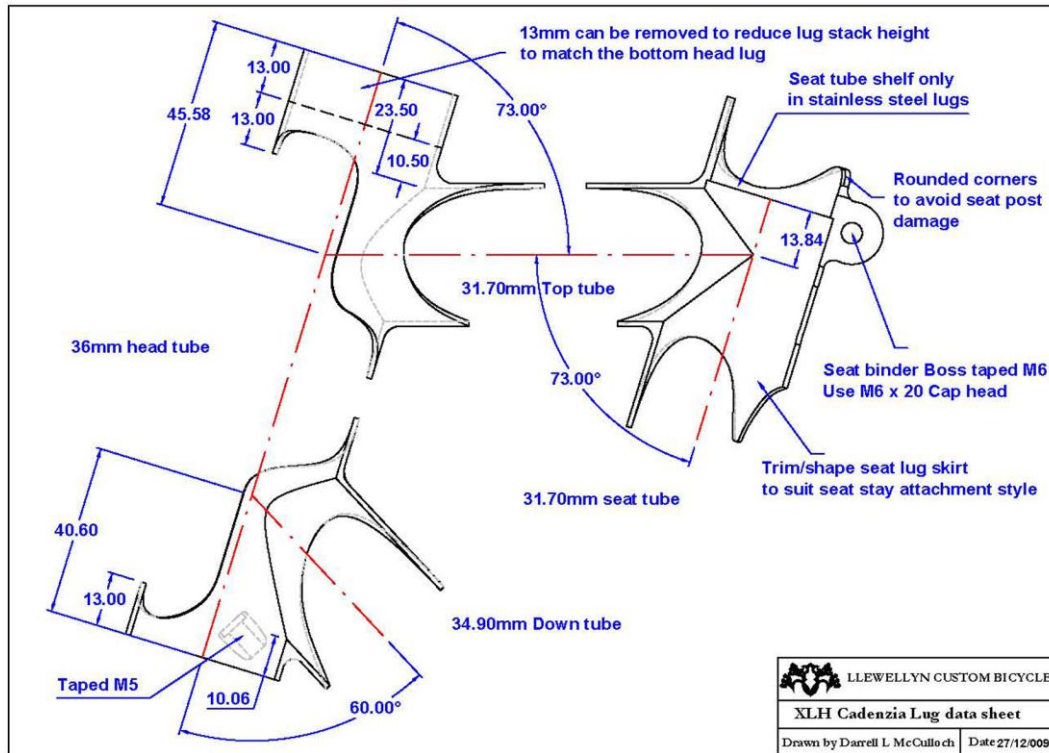 13mm can be removed to reduce lug stack height
to match the bottom head lug
13.00
13.00
45.58
23.50
10.50
73.00°
Seat tube shelf only
in stainless steel lugs
Rounded corners
to avoid seat post
damage
13.84
31.70mm Top tube
36mm head tube
73.00°
Seat binder Boss taped M6
Use M6 x 20 Cap head
Trim/shape seat lug skirt
to suit seat stay attachment style
31.70mm seat tube
40.60
13.00
34.90mm Down tube
Taped M5
10.06
60.00°
LLEWELLYN CUSTOM BICYCLE
XLH Cadenzia Lug data sheet
Drawn by Darrell L McCulloch
Date 27/12/009